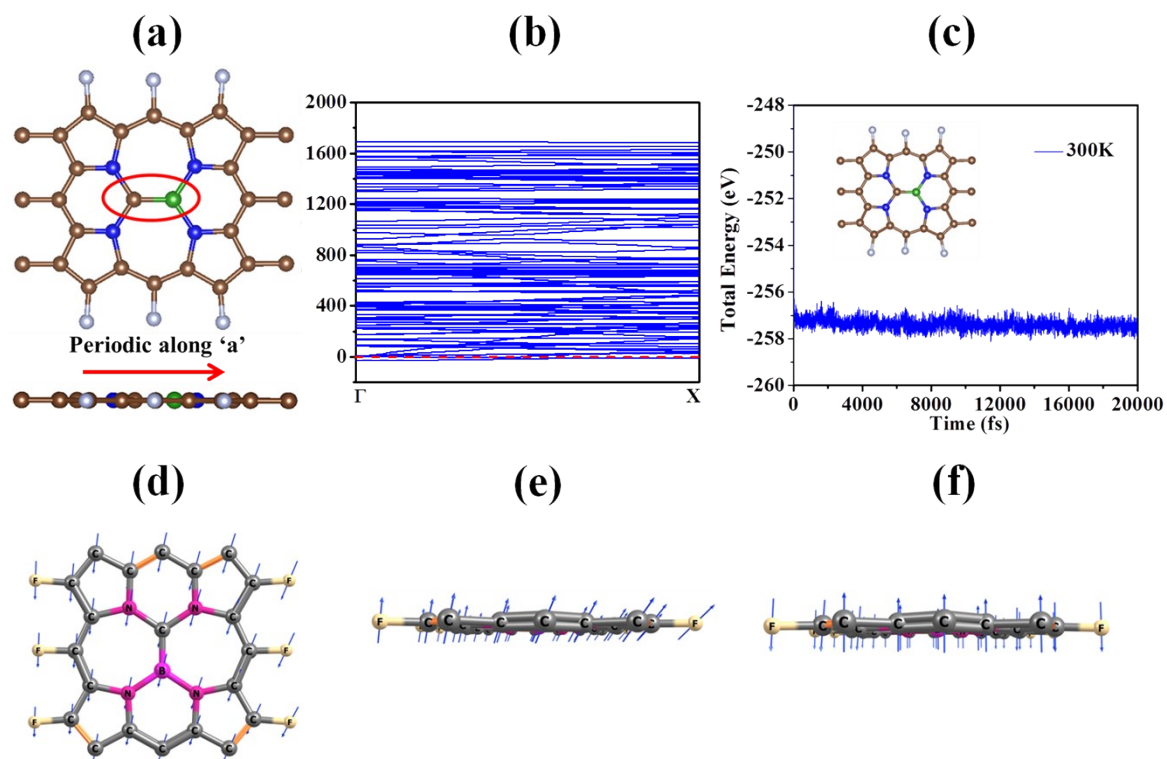 (a)
(b)
(c)
Periodic along ‘a’
2000
1600
1200
800
400
0
Γ
X
-248
-250
-252
-254
-256
-258
-260
Total Energy (eV)
300K
0
4000
8000
12000
16000
20000
Time (fs)
(d)
(e)
(f)
C C C
F C C C C F
N N
C C C
F C C F
B
C N N C
F C C C C F
C C C
F C C C C C F
F C C C C C F